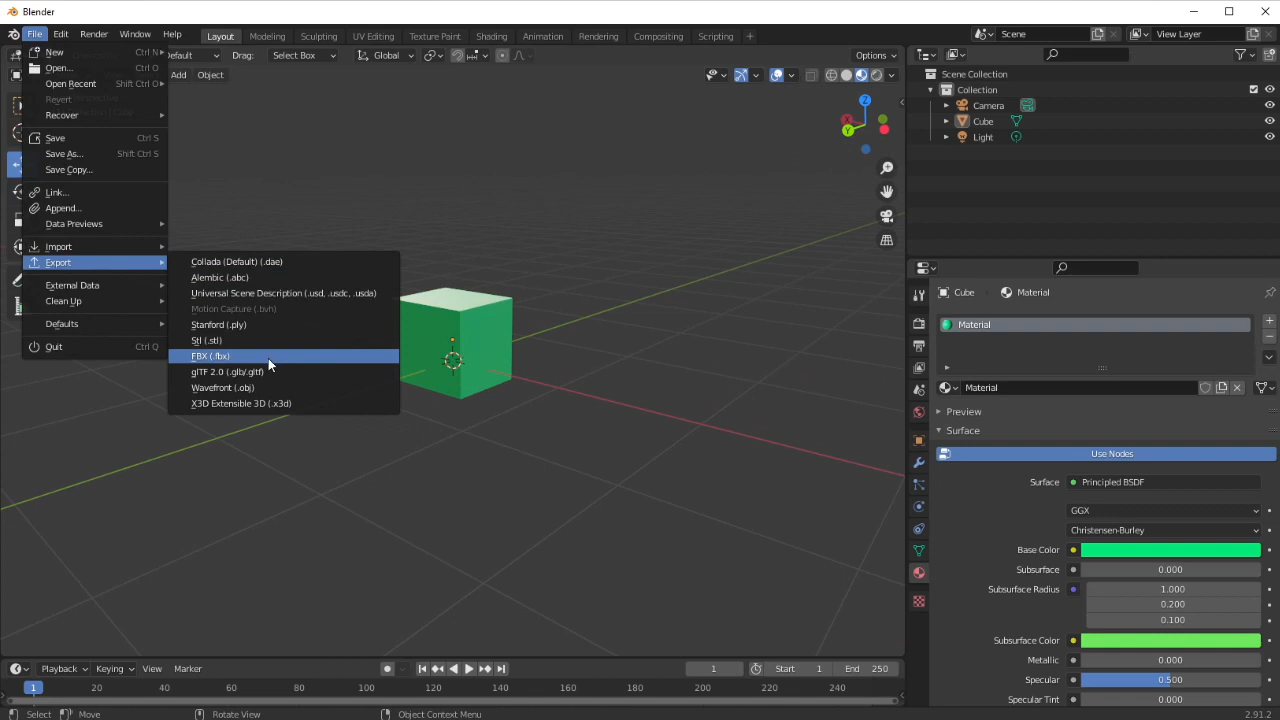 Blender
File Edit Render Window Help
Layout Modeling Sculpting UV Editing Texture Paint Shading Animation Rendering Compositing Scripting
Scene
View Layer
Default Drag: Select Box Global Options
Add Object
New Ctrl N
Open... Ctrl O
Open Recent Shift Ctrl O
Revert
Recover
Save Ctrl S
Save As... Shift Ctrl S
Save Copy...
Link...
Append...
Data Previews
Import
Export
External Data
Clean Up
Defaults
Quit Ctrl Q
Collada (Default) (.dae)
Alembic (.abc)
Universal Scene Description (.usd, .usdc, .usda)
Motion Capture (.bvh)
Stanford (.ply)
Stl (.stl)
FBX (.fbx)
glTF 2.0 (.glb/.gltf)
Wavefront (.obj)
X3D Extensible 3D (.x3d)
Z
Y
Scene Collection
Collection
Camera
Cube
Light
Cube Material
Material
Material
Preview
Surface
Use Nodes
Surface Principled BSDF
GGX
Christensen-Burley
Base Color
Subsurface 0.000
Subsurface Radius 1.000
0.200
0.100
Subsurface Color
Metallic 0.000
Specular 0.500
Specular Tint 0.000
Playback Keying View Marker 1 Start 1 End 250
1 20 40 60 80 100 120 140 160 180 200 220 240
Select Move Rotate View Object Context Menu 2.91.2